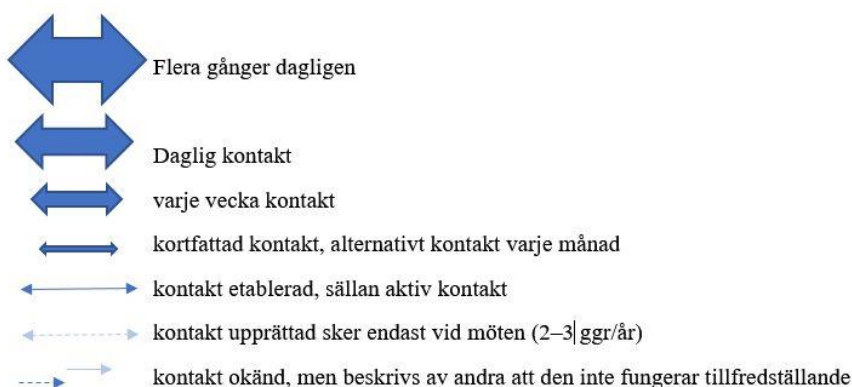 Flera gånger dagligen
Daglig kontakt
varje vecka kontakt
kortfattad kontakt, alternativt kontakt varje månad
kontakt etablerad, sällan aktiv kontakt
kontakt upprättad sker endast vid möten (2–3 ggr/år)
kontakt okänd, men beskrivs av andra att den inte fungerar tillfredställande